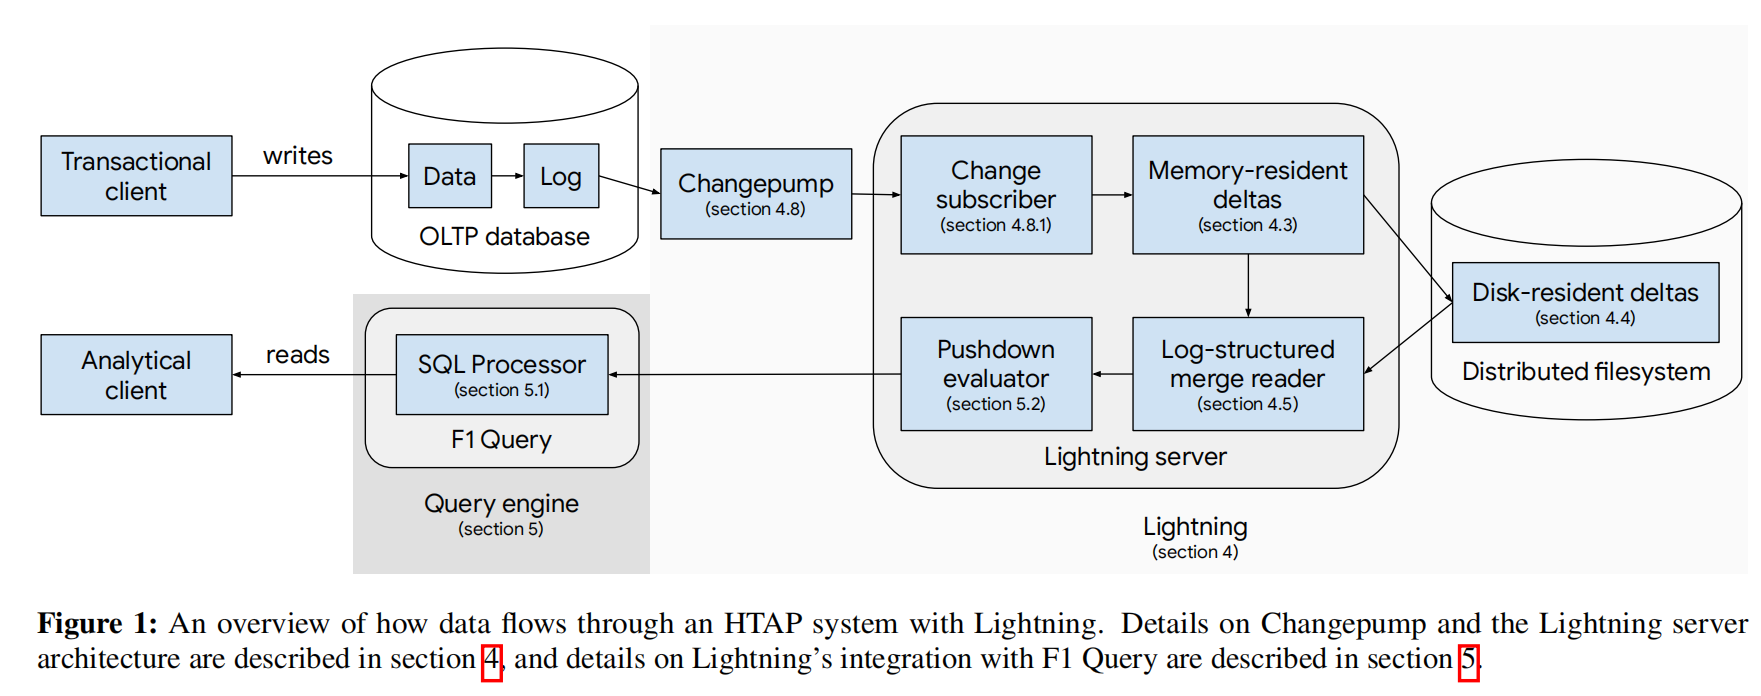 Transactional
client
writes
Data
Log
OLTP database
Changepump
(section 4.8)
Change
subscriber
(section 4.8.1)
Memory-resident
deltas
(section 4.3)
Disk-resident deltas
(section 4.4)
Distributed filesystem
Analytical
client
reads
SQL Processor
(section 5.1)
F1 Query
Query engine
(section 5)
Pushdown
evaluator
(section 5.2)
Log-structured
merge reader
(section 4.5)
Lightning server
Lightning
(section 4)
Figure 1: An overview of how data flows through an HTAP system with Lightning. Details on Changepump and the Lightning server
architecture are described in section 4, and details on Lightning's integration with F1 Query are described in section 5.